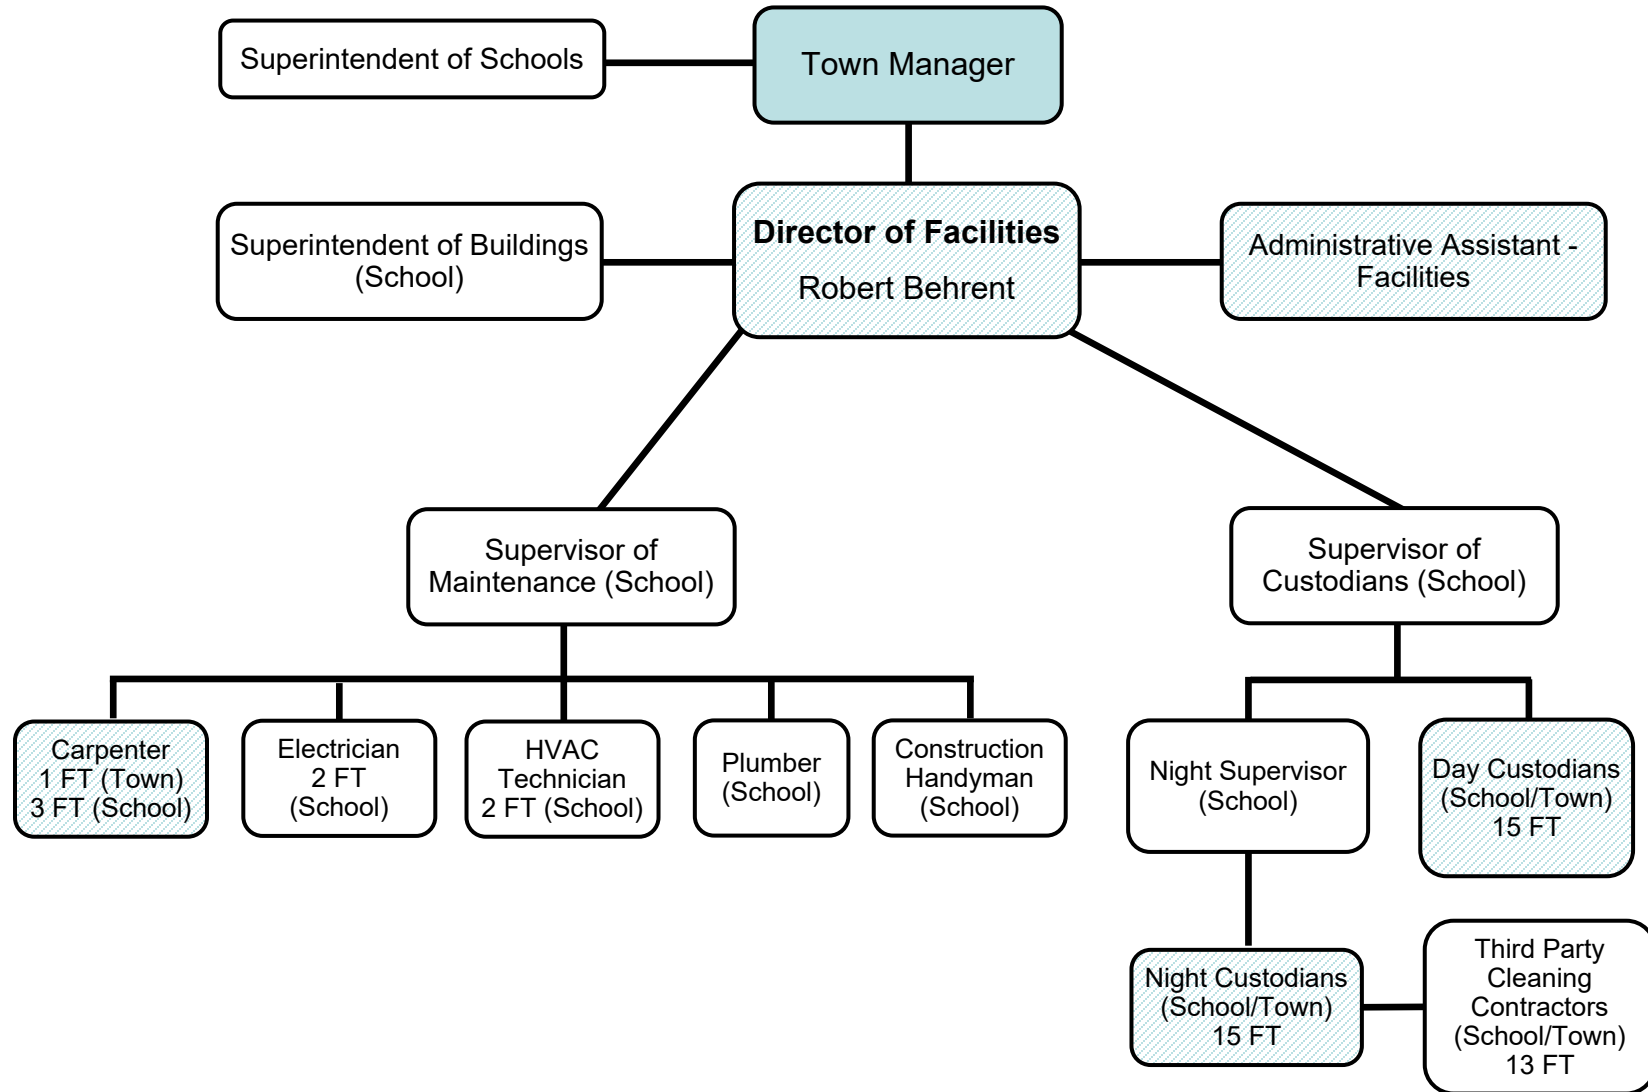 Superintendent of Schools
Town Manager
Superintendent of Buildings
(School)
Director of Facilities
Robert Behrent
Administrative Assistant -
Facilities
Supervisor of
Maintenance (School)
Supervisor of
Custodians (School)
Carpenter
1 FT (Town)
3 FT (School)
Electrician
2 FT
(School)
HVAC
Technician
2 FT (School)
Plumber
(School)
Construction
Handyman
(School)
Night Supervisor
(School)
Day Custodians
(School/Town)
15 FT
Night Custodians
(School/Town)
15 FT
Third Party
Cleaning
Contractors
(School/Town)
13 FT